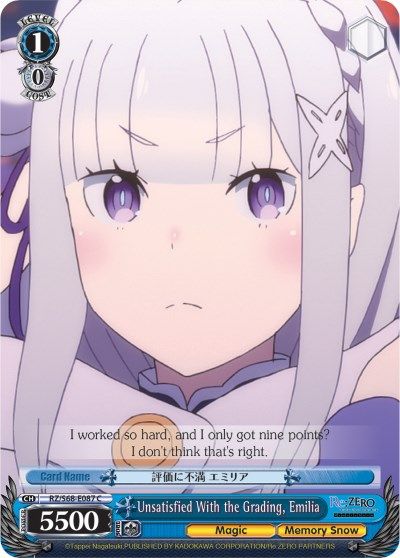 LEVEL
1
0
COST
I worked so hard, and I only got nine points?
I don't think that's right.
Card Name
評価に不満 エミリア
CH RZ/S68-E087 C
Unsatisfied With the Grading, Emilia
Re:ZERO
POWER
5500
SOUL
Magic
Memory Snow
©Tappei Nagatsuki,PUBLISHED BY KADOKAWA CORPORATION/Re:ZERO PARTNERS